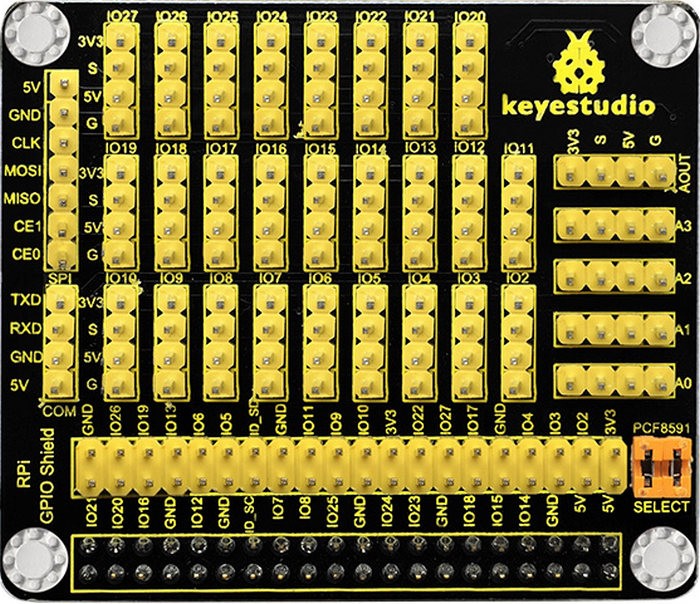 IO27 IO26 IO25 IO24 IO23 IO22 IO21 IO20
3V3
S
5V
G
keyestudio
5V
GND
CLK
MOSI
MISO
CE1
CE0
SPI
IO19 IO18 IO17 IO16 IO15 IO14 IO13 IO12 IO11
3V3
S
5V
G
3V3 S 5V G
AOUT
A3
A2
A1
A0
IO10 IO9 IO8 IO7 IO6 IO5 IO4 IO3 IO2
3V3
S
5V
G
TXD
RXD
GND
5V
COM
GND IO26 IO19 IO13 IO6 IO5 ID_SD GND IO11 IO9 IO10 3V3 IO22 IO27 IO17 GND IO4 IO3 IO2 3V3
RPi
GPIO Shield
PCF8591
SELECT
IO21 IO20 IO16 GND IO12 GND ID_SC IO7 IO8 IO25 GND IO24 IO23 GND IO18 IO15 IO14 GND 5V 5V